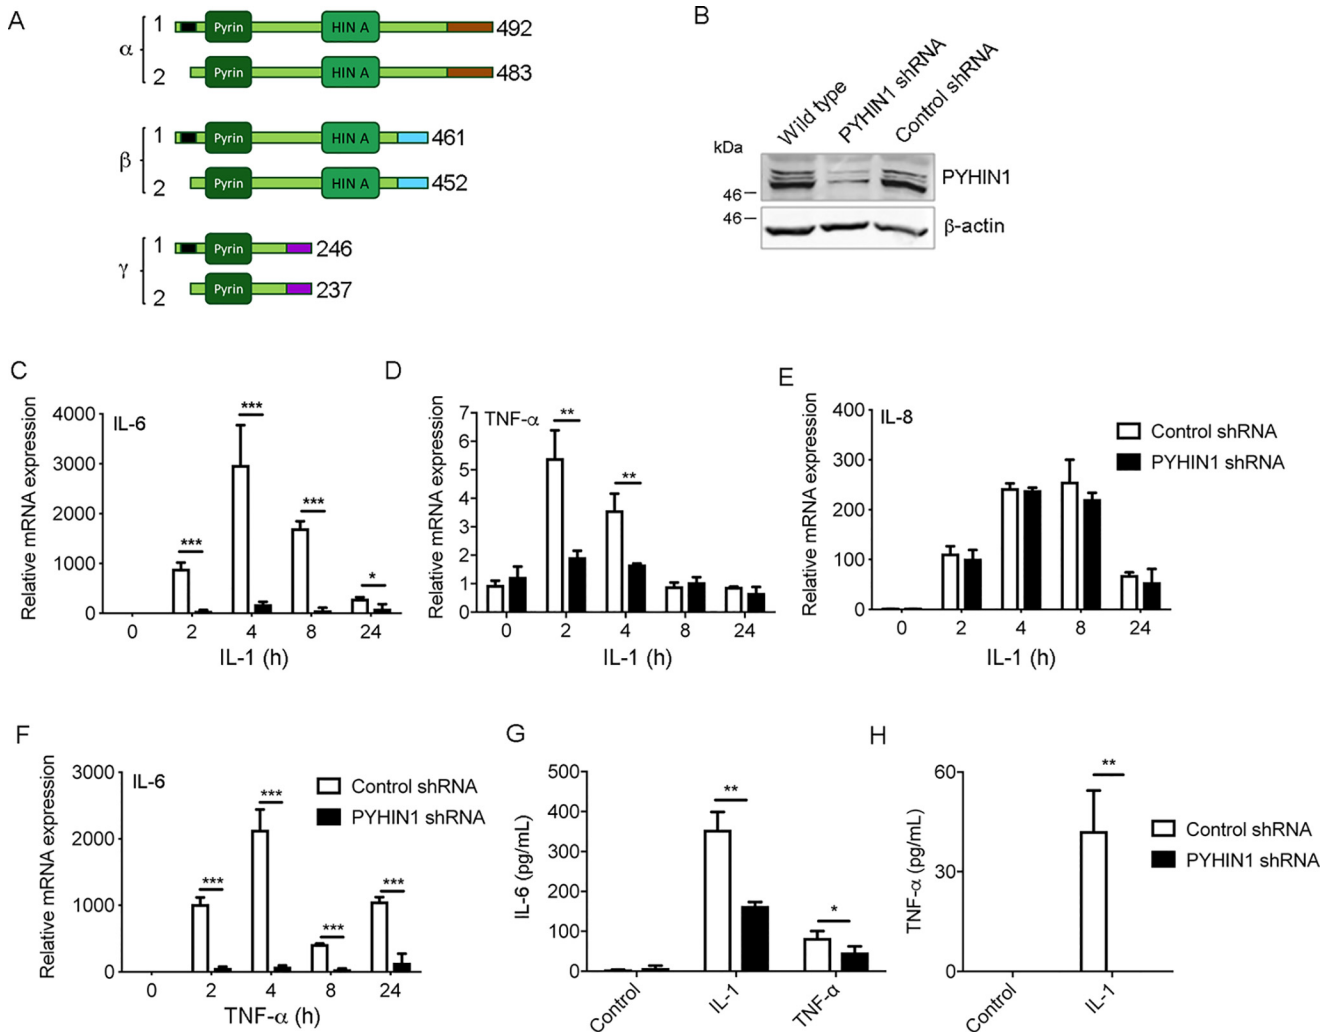 A
α
1
Pyrin
HIN A
492
2
Pyrin
HIN A
483
β
1
Pyrin
HIN A
461
2
Pyrin
HIN A
452
γ
1
Pyrin
246
2
Pyrin
237
B
Wild type
PYHIN1 shRNA
Control shRNA
kDa
46
PYHIN1
46
β-actin
C
Relative mRNA expression
4000
3000
2000
1000
0
IL-6
***
***
***
*
0 2 4 8 24
IL-1 (h)
D
Relative mRNA expression
7
6
5
4
3
2
1
0
TNF-α
**
**
0 2 4 8 24
IL-1 (h)
E
Relative mRNA expression
400
300
200
100
0
IL-8
0 2 4 8 24
IL-1 (h)
Control shRNA
PYHIN1 shRNA
F
Relative mRNA expression
3000
2000
1000
0
IL-6
***
***
***
***
0 2 4 8 24
TNF-α (h)
Control shRNA
PYHIN1 shRNA
G
IL-6 (pg/mL)
500
400
300
200
100
0
**
*
Control IL-1 TNF-α
H
TNF-α (pg/mL)
60
30
0
**
Control IL-1
Control shRNA
PYHIN1 shRNA